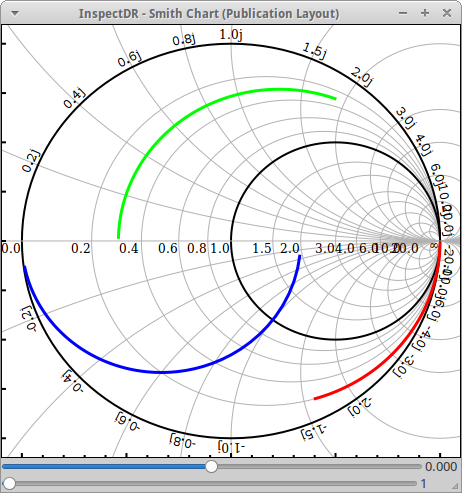 InspectDR - Smith Chart (Publication Layout)
1.0j
0.8j
1.5j
0.6j
2.0j
0.4j
3.0j
4.0j
0.2j
6.0j
10.0j
20.0j
0.0 0.2 0.4 0.6 0.8 1.0 1.5 2.0 3.0 4.0 6.0 10.0 20.0 ∞
-20.0j
-10.0j
-6.0j
-0.2j
-4.0j
-3.0j
-0.4j
-2.0j
-0.6j
-1.5j
-0.8j
-1.0j
0.000
1